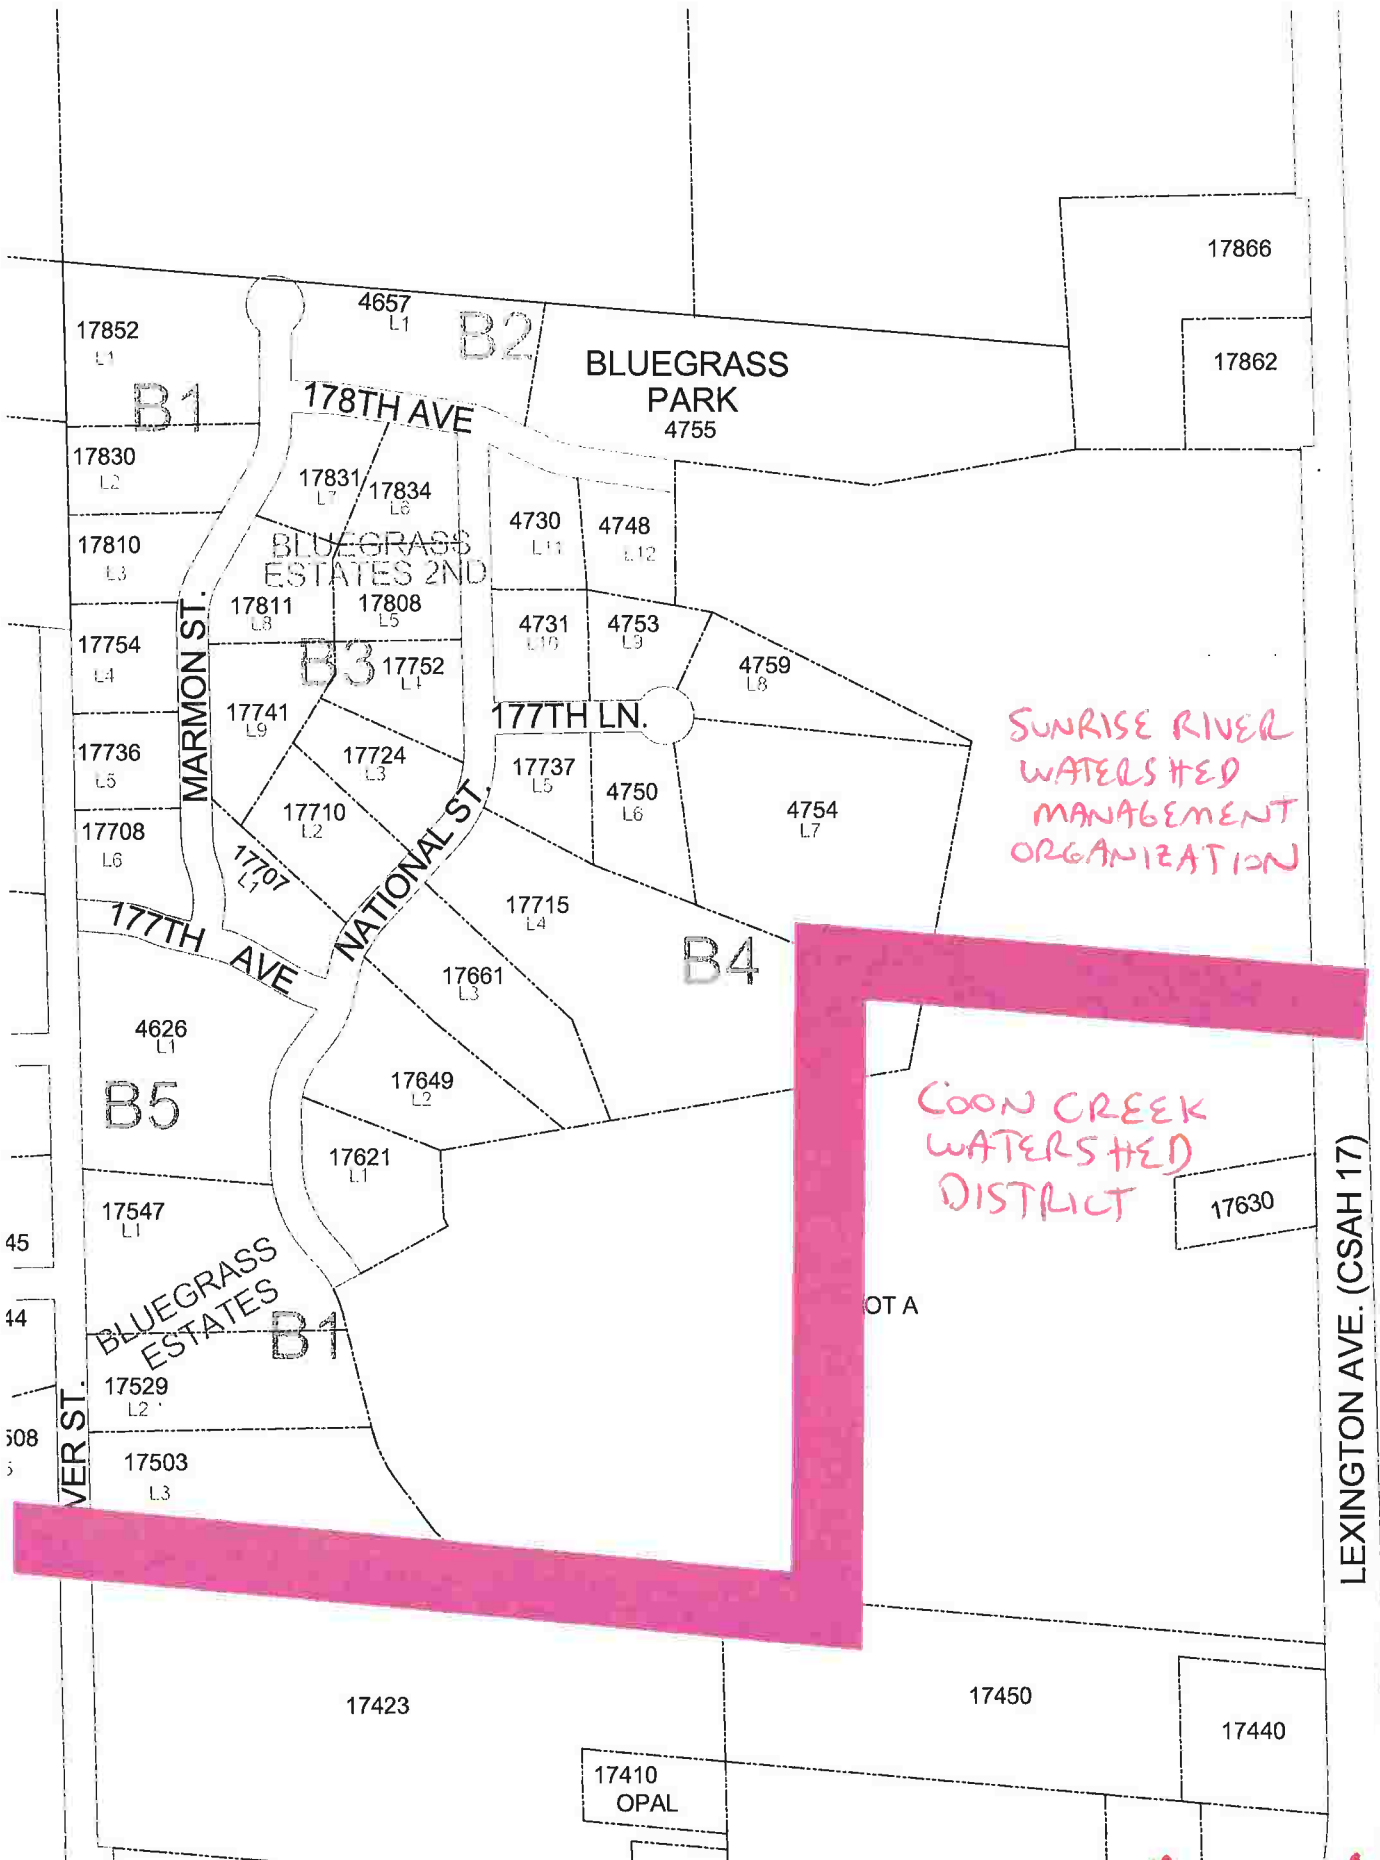 17866
4657
L1
17852
L1
B2
17862
BLUEGRASS
PARK
4755
B1
178TH AVE
17830
L2
17831
L7
17834
L6
4730
L11
4748
L12
17810
L3
BLUEGRASS
ESTATES 2ND
17811
L8
17808
L5
4731
L10
4753
L9
17754
L4
MARMON ST.
B3
17752
L4
4759
L8
17741
L9
177TH LN.
SUNRISE RIVER
WATERSHED
MANAGEMENT
ORGANIZATION
17736
L5
17724
L3
17737
L5
4750
L6
4754
L7
17710
L2
17708
L6
17707
L1
NATIONAL ST.
17715
L4
177TH AVE
B4
17661
L3
4626
L1
17649
L2
B5
COON CREEK
WATERSHED
DISTRICT
17621
L1
17630
17547
L1
45
BLUEGRASS
ESTATES
OT A
44
B1
LEXINGTON AVE. (CSAH 17)
17529
L2
VER ST.
508
17503
L3
17423
17450
17440
17410
OPAL